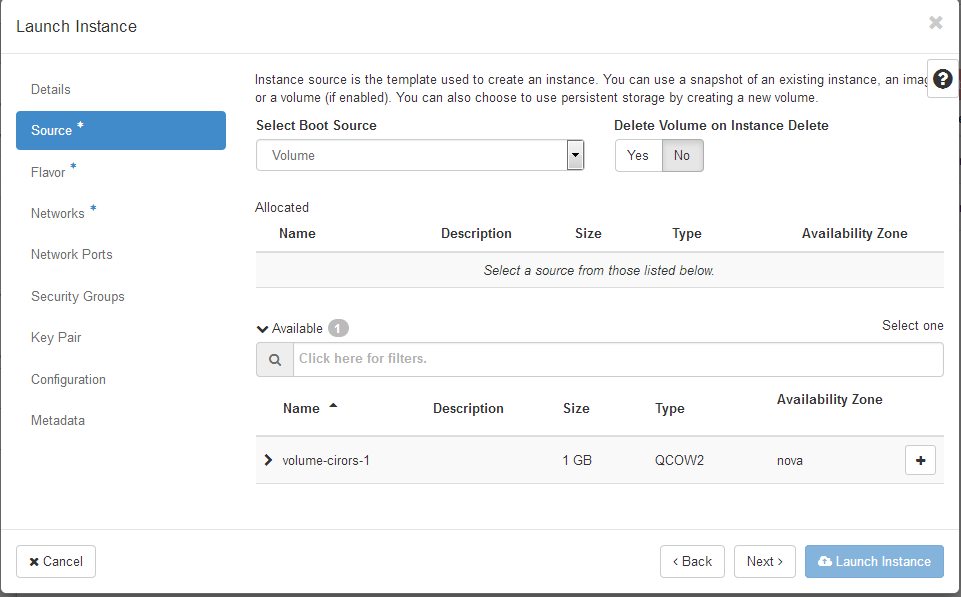 Launch Instance
×
Details
Source *
Flavor *
Networks *
Network Ports
Security Groups
Key Pair
Configuration
Metadata
Instance source is the template used to create an instance. You can use a snapshot of an existing instance, an
or a volume (if enabled). You can also choose to use persistent storage by creating a new volume.
?
Select Boot Source
Delete Volume on Instance Delete
Volume
Yes No
Allocated
Name Description Size Type Availability Zone
Select a source from those listed below.
Available 1
Select one
Click here for filters.
Name Description Size Type Availability Zone
volume-cirors-1 1 GB QCOW2 nova +
× Cancel
‹ Back
Next ›
Launch Instance